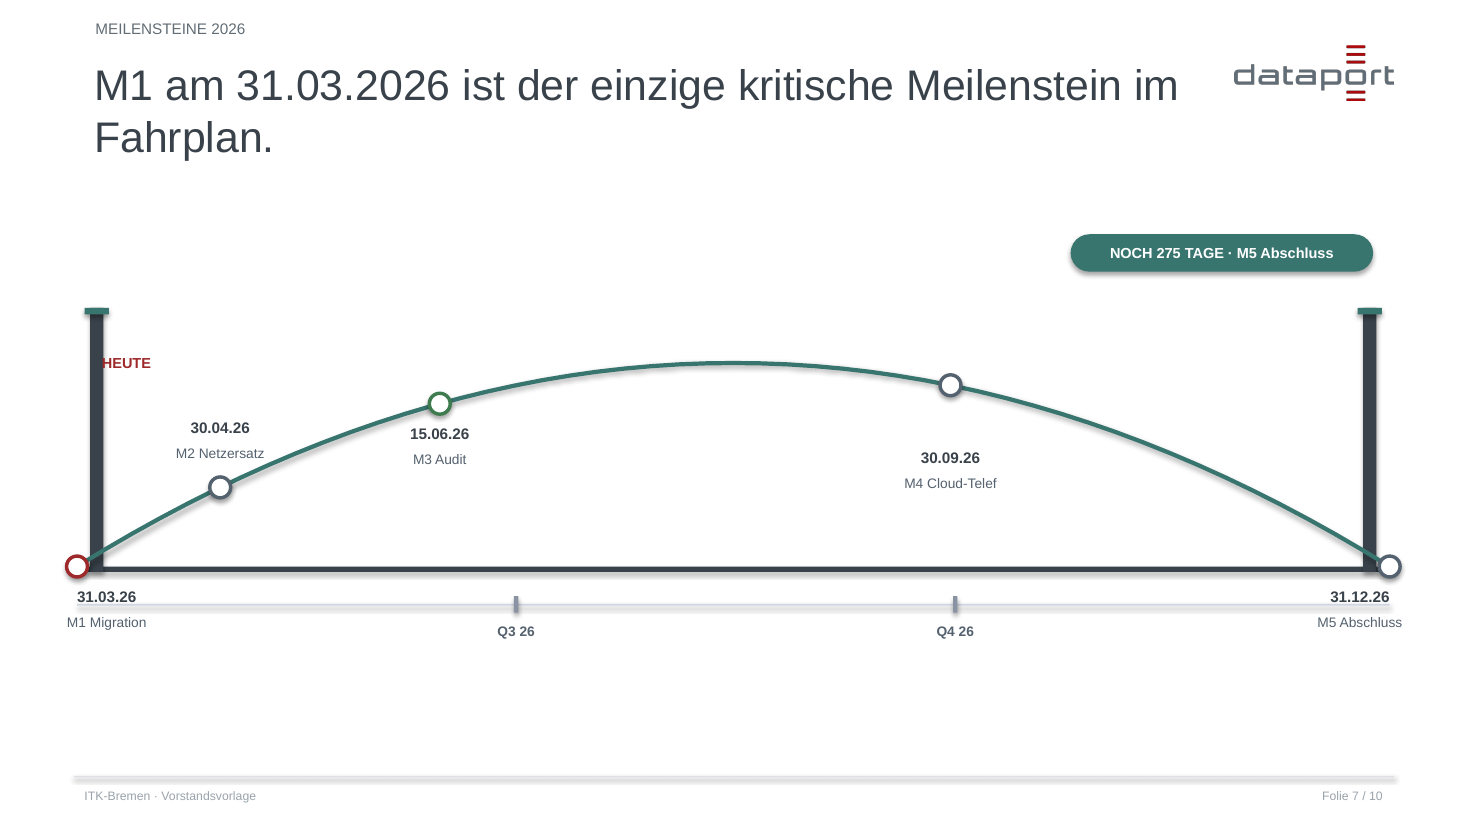 MEILENSTEINE 2026
M1 am 31.03.2026 ist der einzige kritische Meilenstein im
Fahrplan.
dataport
NOCH 275 TAGE · M5 Abschluss
HEUTE
30.04.26
M2 Netzersatz
15.06.26
M3 Audit
30.09.26
M4 Cloud-Telef
31.03.26
M1 Migration
Q3 26
Q4 26
31.12.26
M5 Abschluss
ITK-Bremen · Vorstandsvorlage
Folie 7 / 10